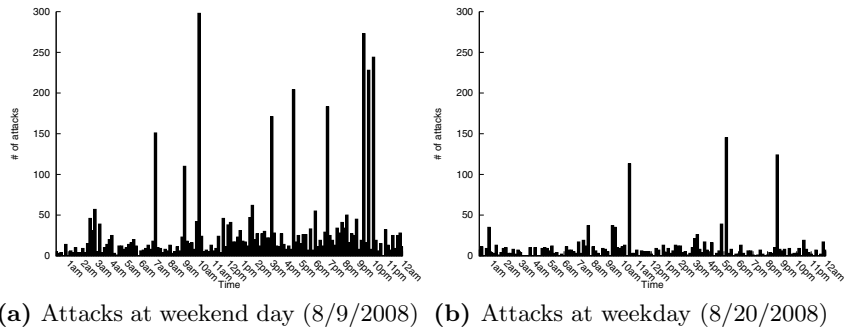 300
250
200
150
100
50
0
# of attacks
1am 2am 3am 4am 5am 6am 7am 8am 9am 10am 11am 12pm 1pm 2pm 3pm 4pm 5pm 6pm 7pm 8pm 9pm 10pm 11pm 12am
Time
(a) Attacks at weekend day (8/9/2008)
300
250
200
150
100
50
0
# of attacks
1am 2am 3am 4am 5am 6am 7am 8am 9am 10am 11am 12pm 1pm 2pm 3pm 4pm 5pm 6pm 7pm 8pm 9pm 10pm 11pm 12am
Time
(b) Attacks at weekday (8/20/2008)